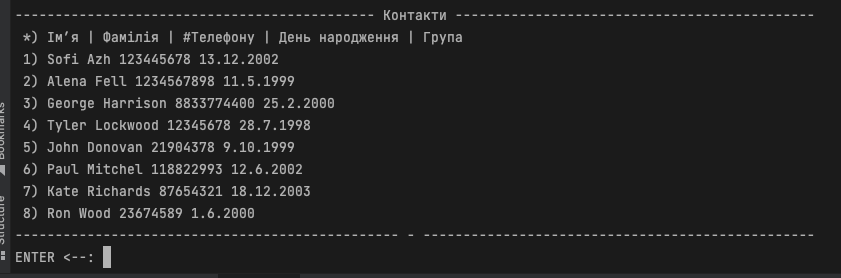 ---------------------------------------------- Контакти ----------------------------------------------
*) Ім’я | Фамілія | #Телефону | День народження | Група
1) Sofi Azh 123445678 13.12.2002
2) Alena Fell 1234567898 11.5.1999
3) George Harrison 8833774400 25.2.2000
4) Tyler Lockwood 12345678 28.7.1998
5) John Donovan 21904378 9.10.1999
6) Paul Mitchel 118822993 12.6.2002
7) Kate Richards 87654321 18.12.2003
8) Ron Wood 23674589 1.6.2000
------------------------------------------------ - -------------------------------------------------
ENTER <--:
Bookmarks
Structure